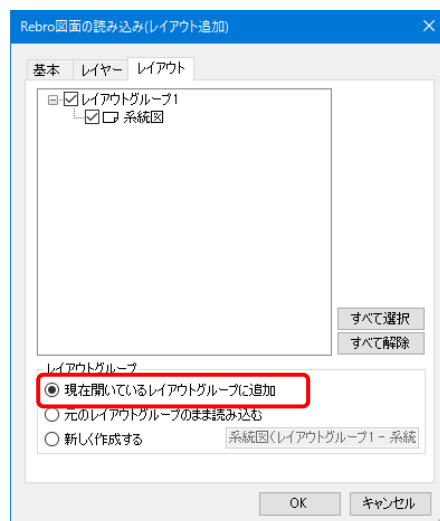 Rebro図面の読み込み(レイアウト追加)
基本 レイヤー レイアウト
レイアウトグループ1
系統図
すべて選択
すべて解除
レイアウトグループ
現在開いているレイアウトグループに追加
元のレイアウトグループのまま読み込む
新しく作成する 系統図(レイアウトグループ1 - 系統
OK キャンセル